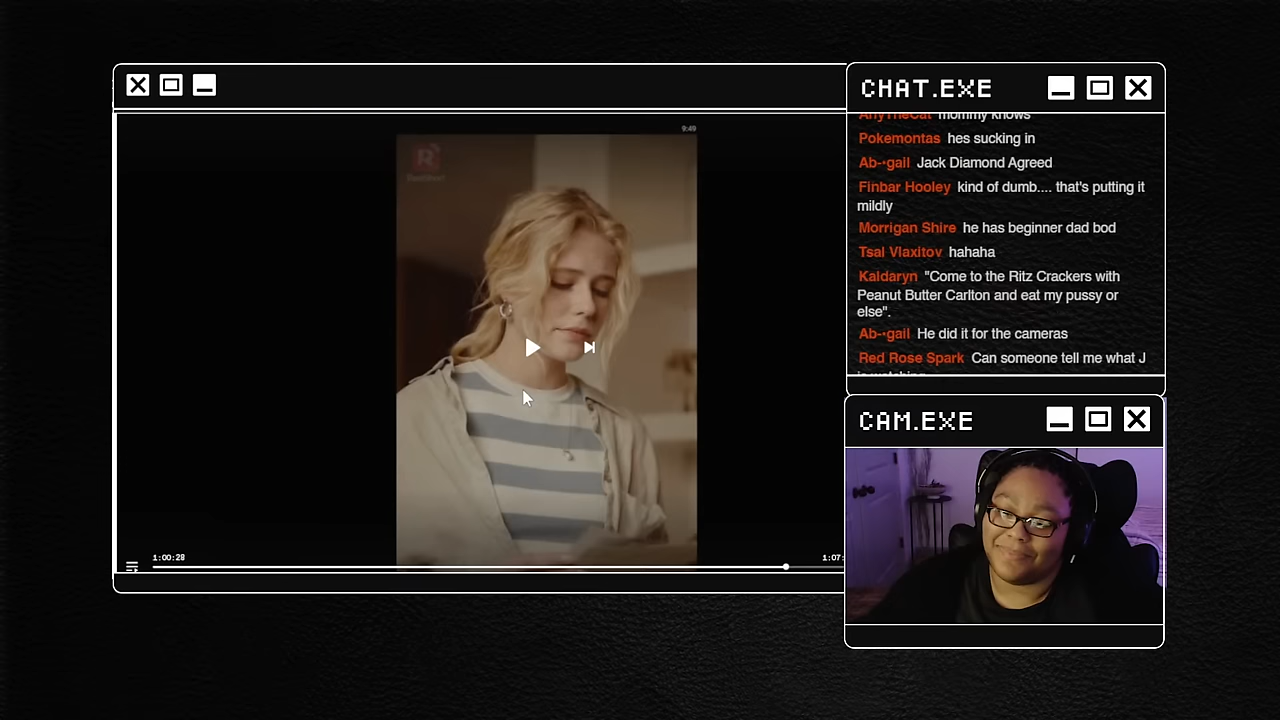 CHAT.EXE
AnyTheCat mommy knows
Pokemontas hes sucking in
Ab-·gail Jack Diamond Agreed
Finbar Hooley kind of dumb.... that's putting it
mildly
Morrigan Shire he has beginner dad bod
Tsal Vlaxitov hahaha
Kaldaryn "Come to the Ritz Crackers with
Peanut Butter Carlton and eat my pussy or
else".
Ab-·gail He did it for the cameras
Red Rose Spark Can someone tell me what J
is watching
9:49
R
1:00:28
1:07:
CAM.EXE